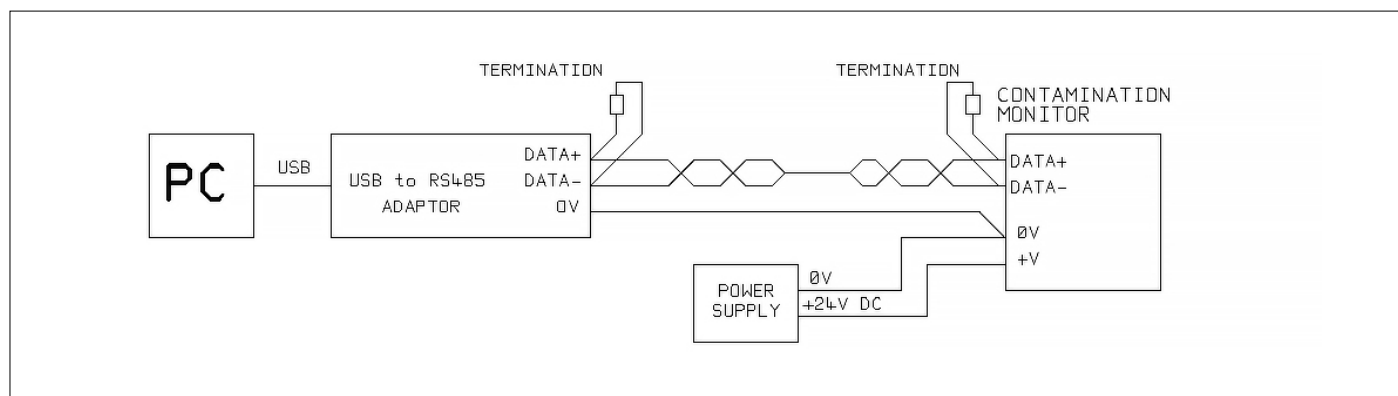 TERMINATION
TERMINATION
CONTAMINATION
MONITOR
PC
USB
USB to RS485
ADAPTOR
DATA+
DATA-
0V
DATA+
DATA-
0V
+V
POWER
SUPPLY
0V
+24V DC